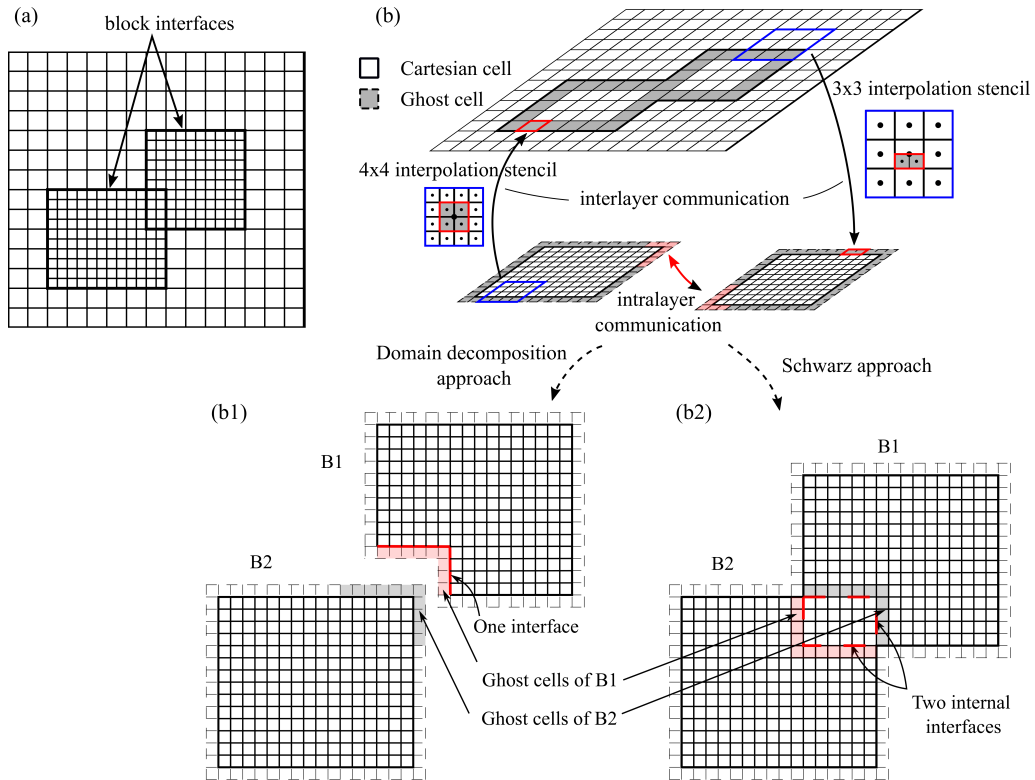 (a)
block interfaces
(b)
Cartesian cell
Ghost cell
3x3 interpolation stencil
4x4 interpolation stencil
interlayer communication
intralayer
communication
Domain decomposition
approach
Schwarz approach
(b1)
B1
B2
One interface
Ghost cells of B1
Ghost cells of B2
(b2)
B1
B2
Two internal
interfaces